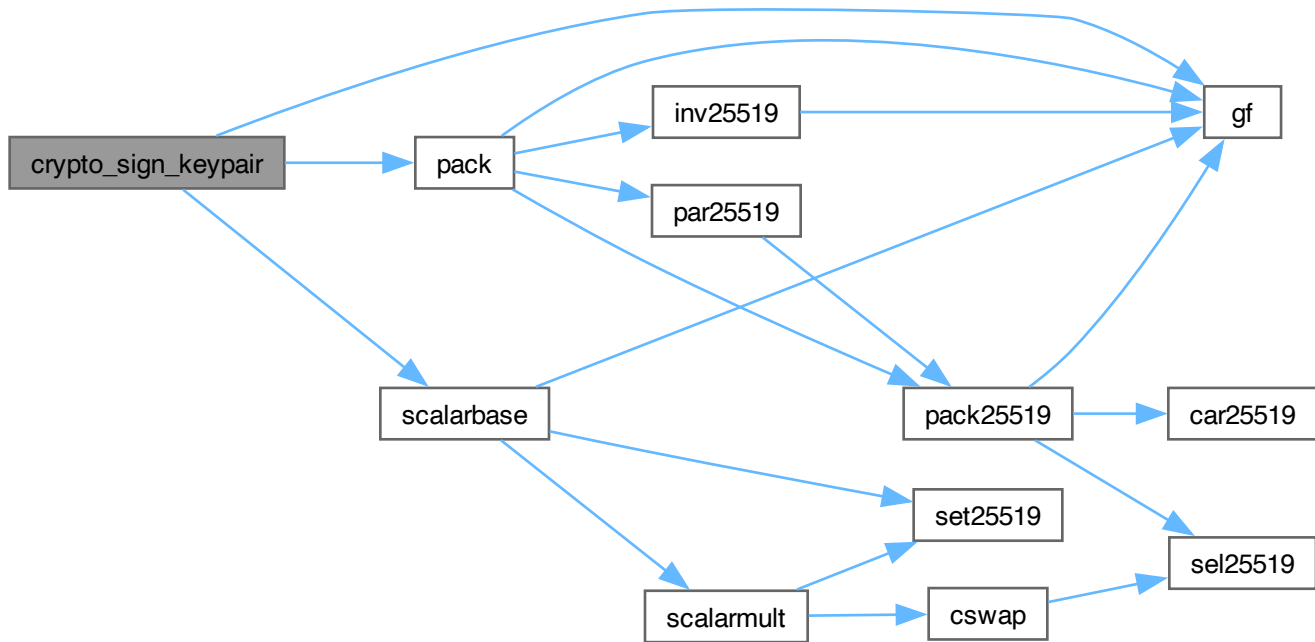 crypto_sign_keypair
pack
inv25519
par25519
gf
scalarbase
pack25519
car25519
set25519
sel25519
scalarmult
cswap